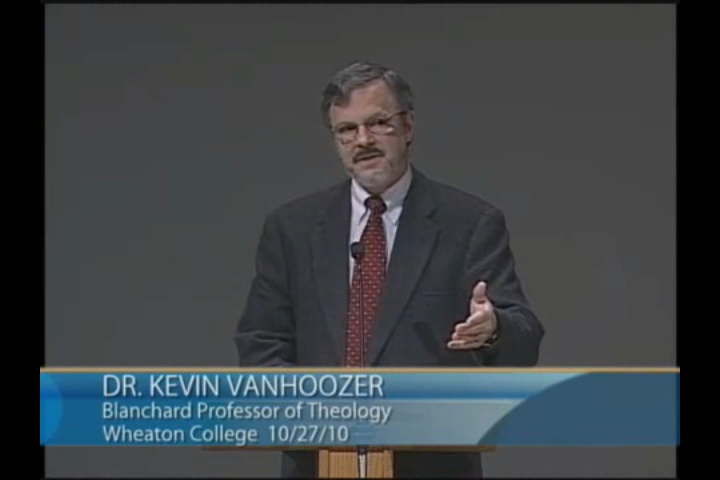 DR. KEVIN VANHOOZER
Blanchard Professor of Theology
Wheaton College 10/27/10